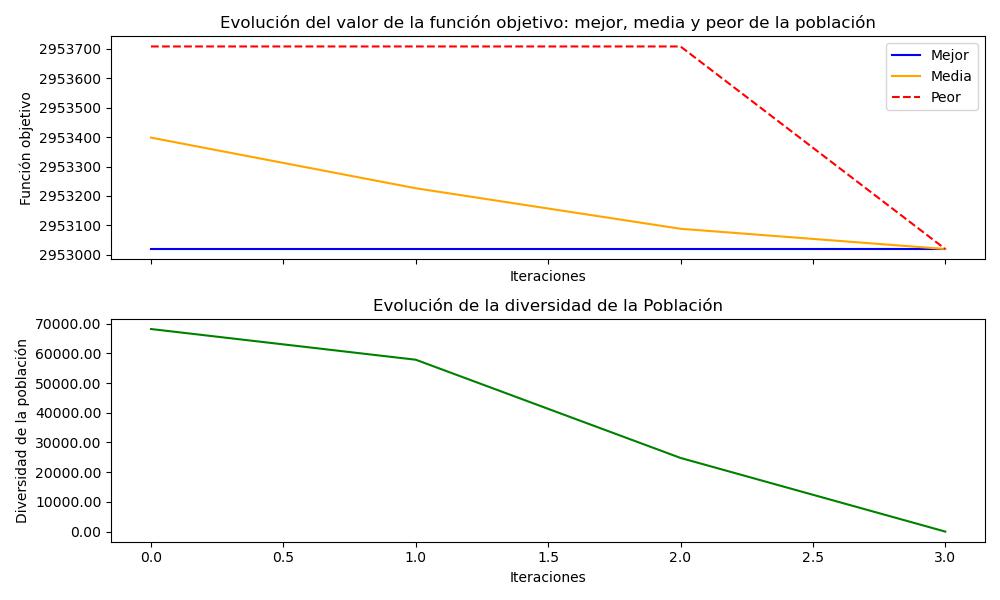 Evolución del valor de la función objetivo: mejor, media y peor de la población
2953700
2953600
2953500
2953400
2953300
2953200
2953100
2953000
Función objetivo
Mejor
Media
Peor
Iteraciones
Evolución de la diversidad de la Población
70000.00
60000.00
50000.00
40000.00
30000.00
20000.00
10000.00
0.00
Diversidad de la población
0.0 0.5 1.0 1.5 2.0 2.5 3.0
Iteraciones